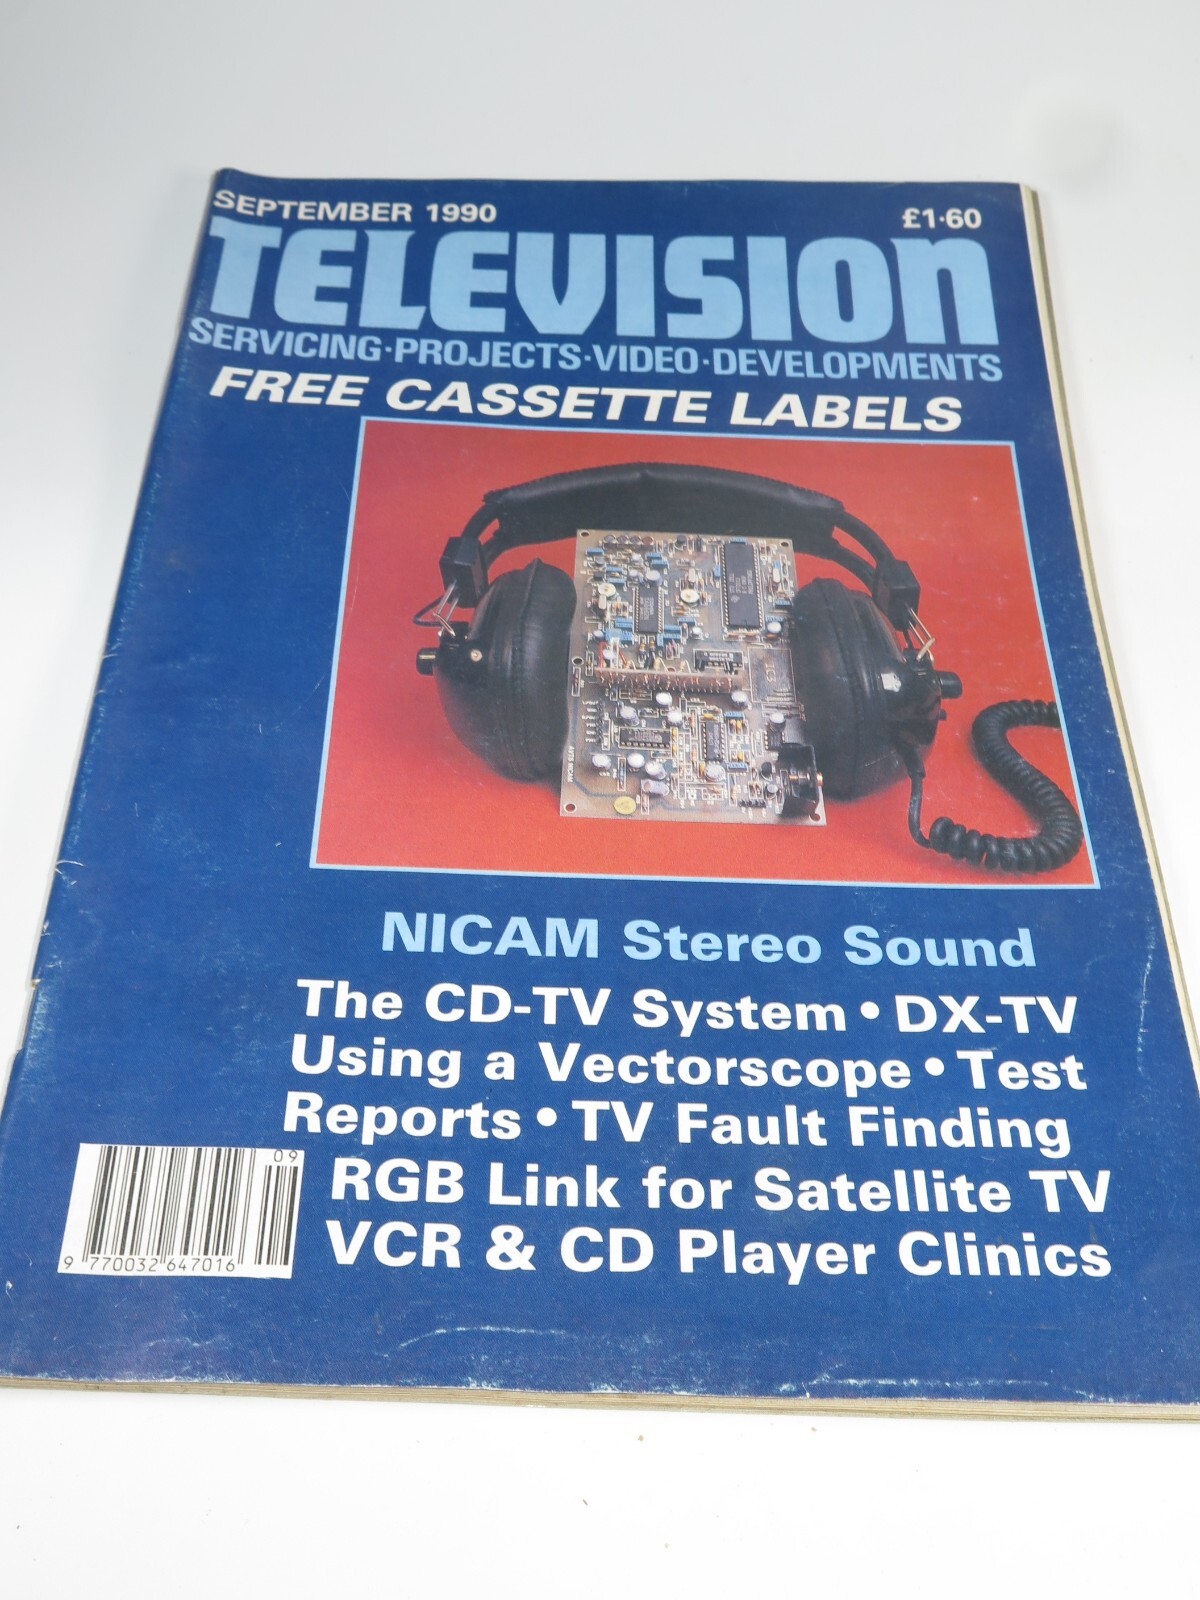 SEPTEMBER 1990
£1·60
TELEVISION
SERVICING·PROJECTS·VIDEO·DEVELOPMENTS
FREE CASSETTE LABELS
NICAM Stereo Sound
The CD-TV System • DX-TV
Using a Vectorscope • Test
Reports • TV Fault Finding
RGB Link for Satellite TV
VCR & CD Player Clinics
09
9 770032 647016